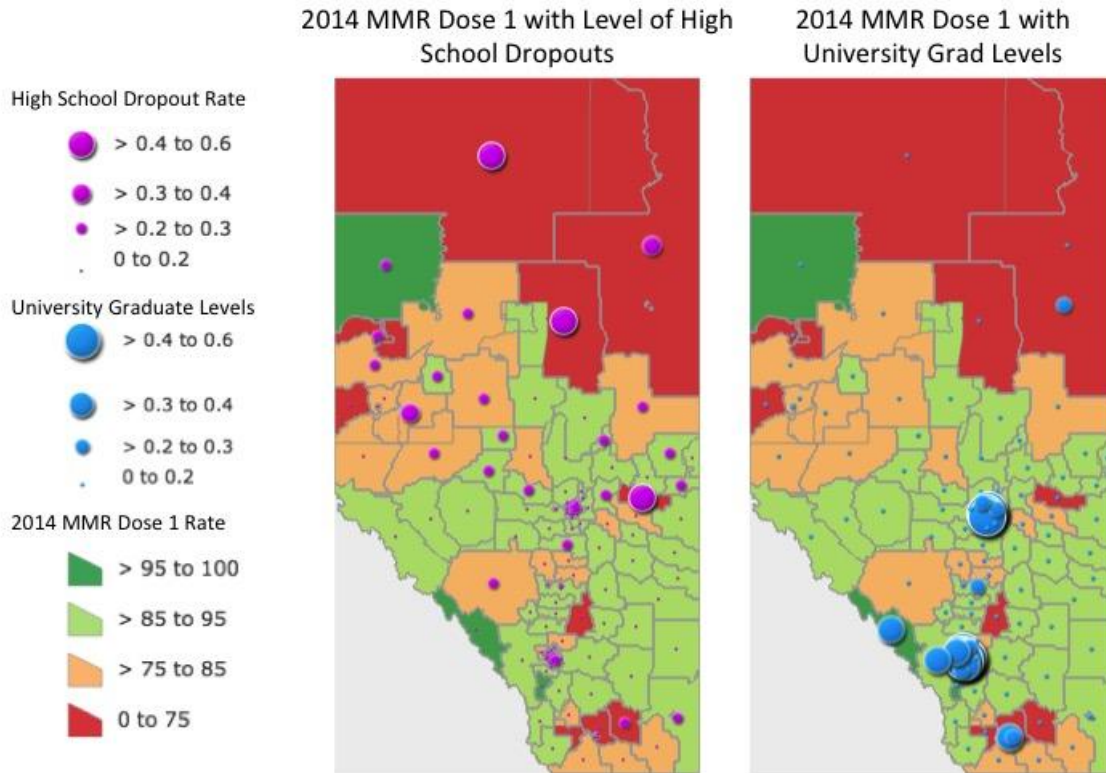 2014 MMR Dose 1 with Level of High
School Dropouts
2014 MMR Dose 1 with
University Grad Levels
High School Dropout Rate
> 0.4 to 0.6
> 0.3 to 0.4
> 0.2 to 0.3
0 to 0.2
University Graduate Levels
> 0.4 to 0.6
> 0.3 to 0.4
> 0.2 to 0.3
0 to 0.2
2014 MMR Dose 1 Rate
> 95 to 100
> 85 to 95
> 75 to 85
0 to 75